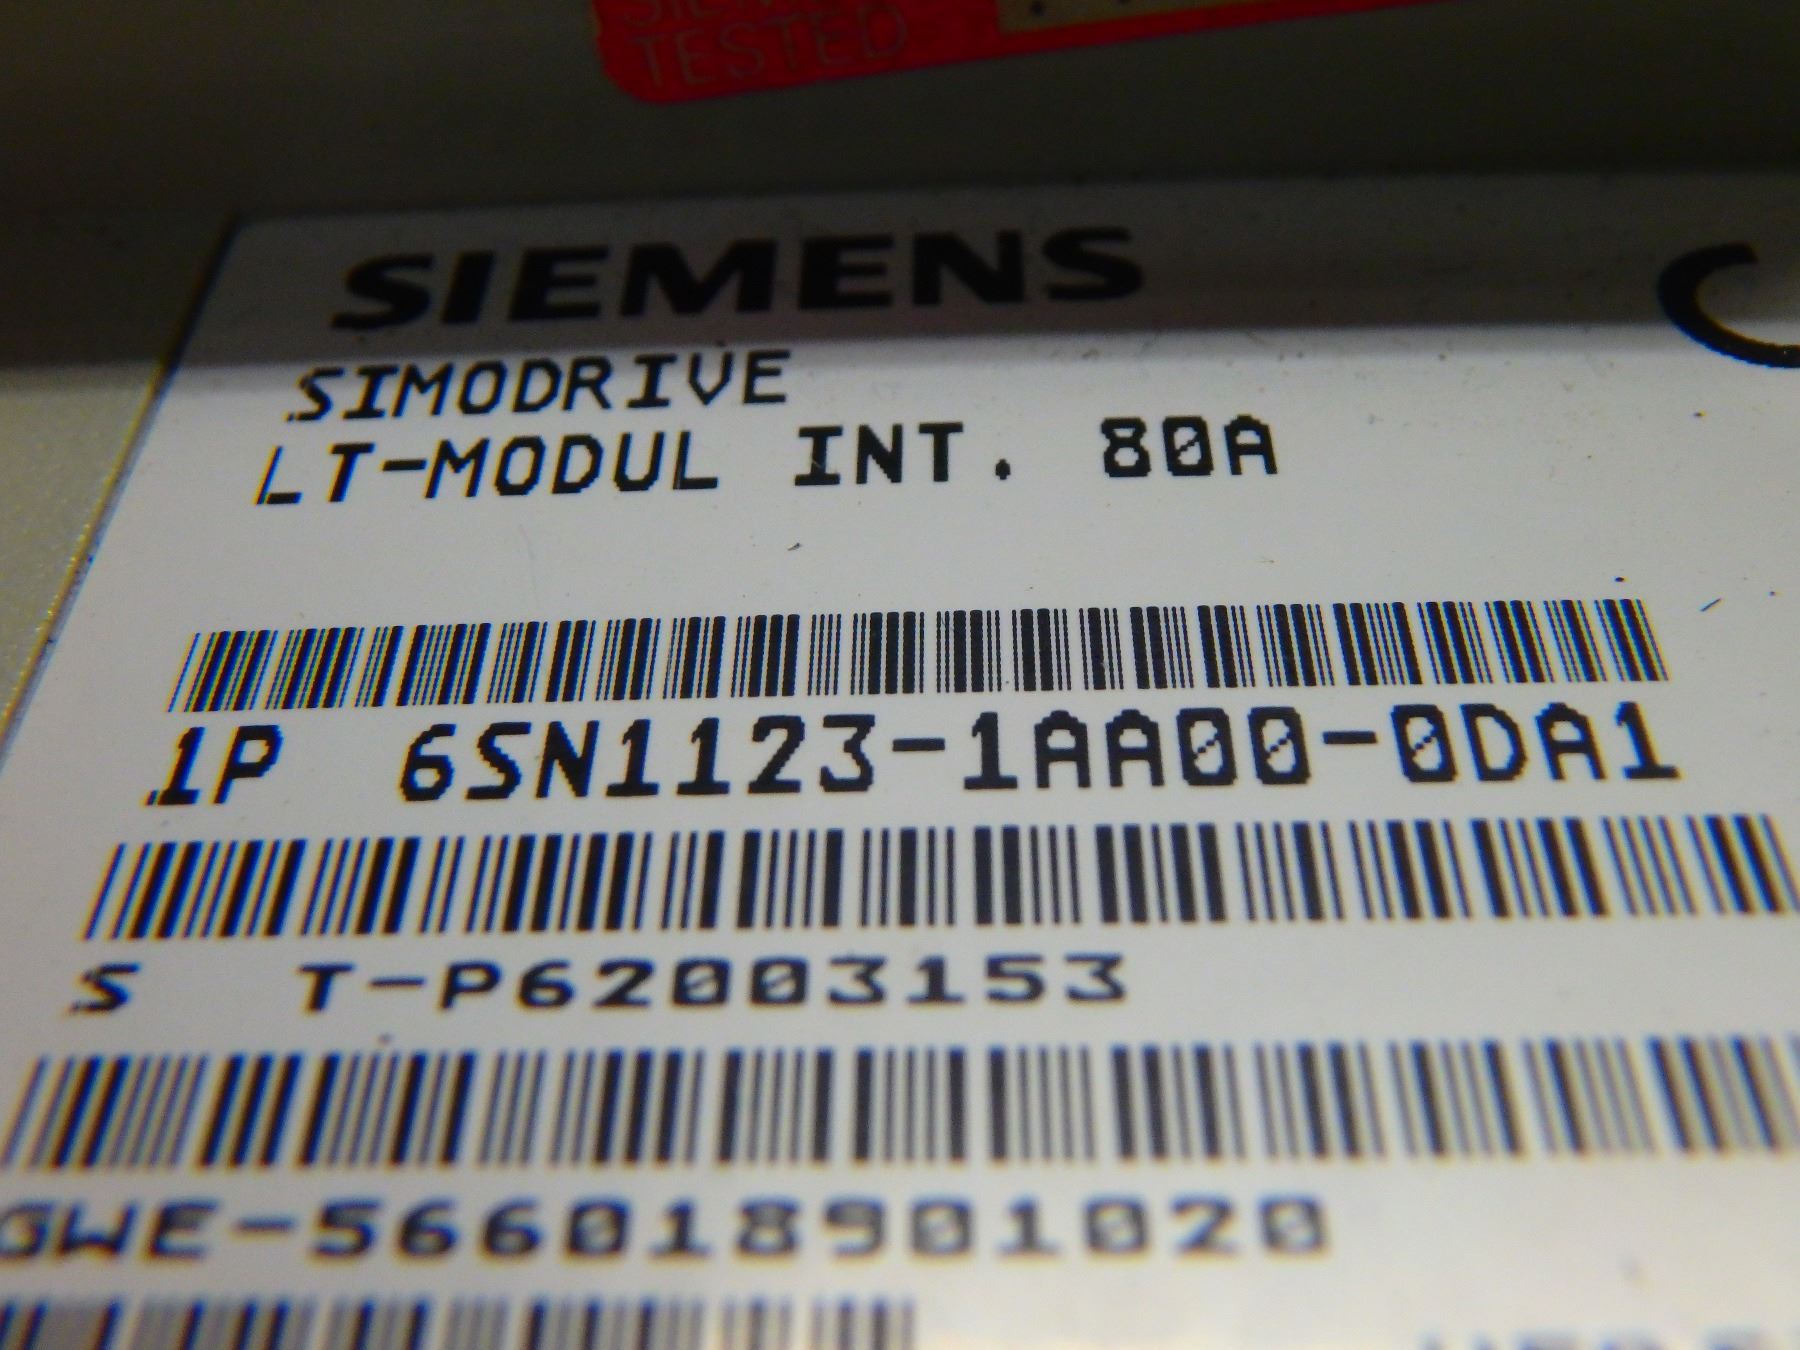 TESTED
SIEMENS
SIMODRIVE
LT-MODUL INT. 80A
1P 6SN1123-1AA00-0DA1
S T-P62003153
GWE-566018901020